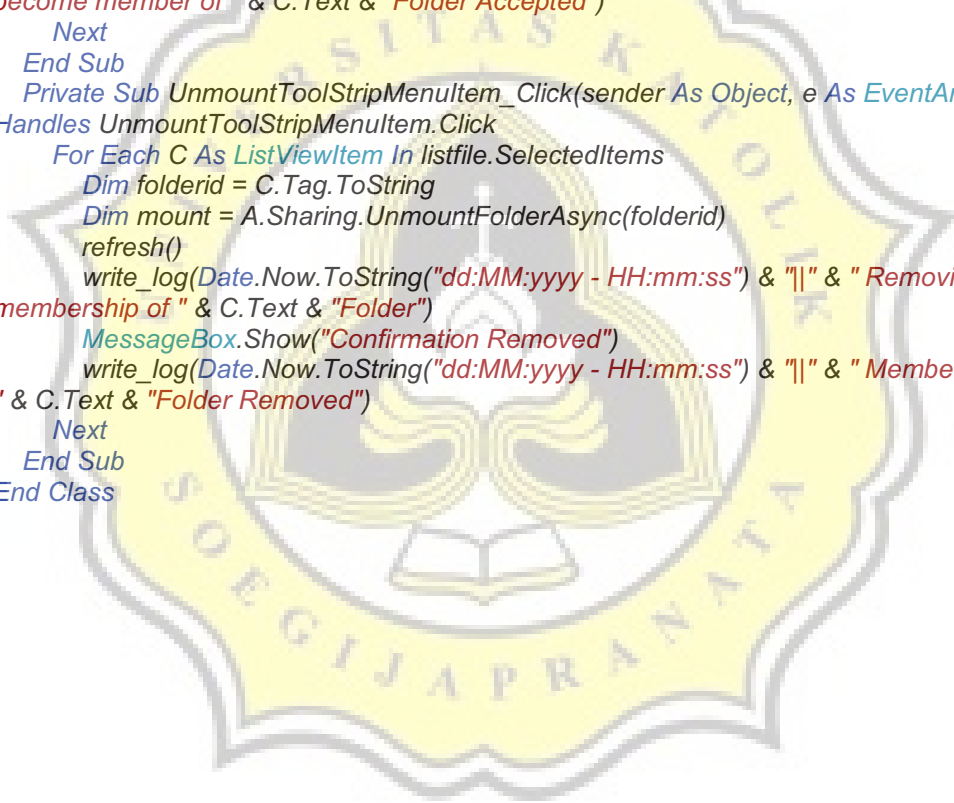 become member of " & C.Text & "Folder Accepted")
Next
End Sub
Private Sub UnmountToolStripMenuItem_Click(sender As Object, e As EventAr
Handles UnmountToolStripMenuItem.Click
For Each C As ListViewItem In listfile.SelectedItems
Dim folderid = C.Tag.ToString
Dim mount = A.Sharing.UnmountFolderAsync(folderid)
refresh()
write_log(Date.Now.ToString("dd:MM:yyyy - HH:mm:ss") & "||" & " Removi
membership of " & C.Text & "Folder")
MessageBox.Show("Confirmation Removed")
write_log(Date.Now.ToString("dd:MM:yyyy - HH:mm:ss") & "||" & " Membe
" & C.Text & "Folder Removed")
Next
End Sub
End Class
RSITAS KATOLIK
SOEGIJAPRANATA